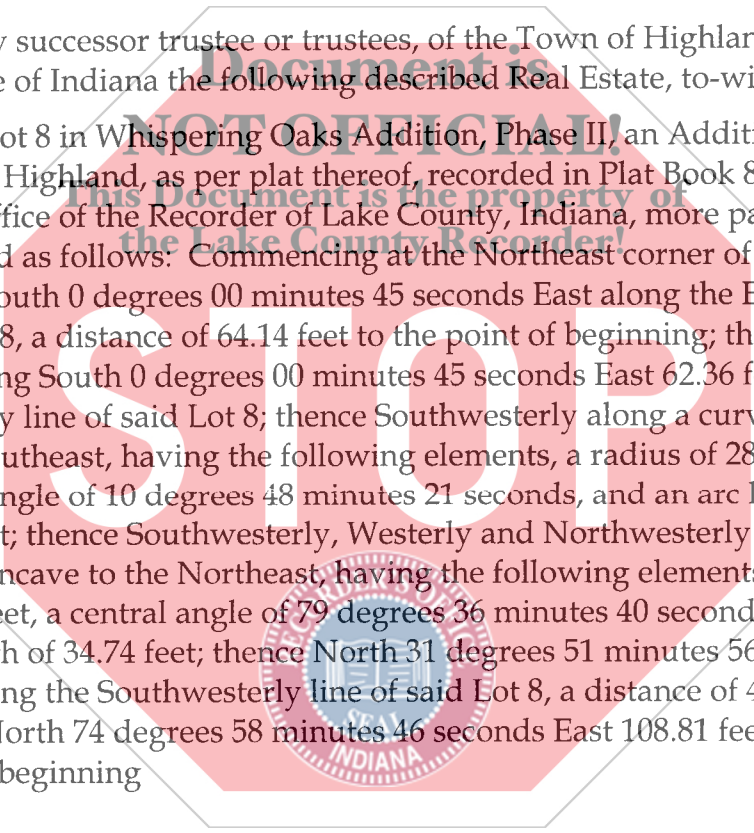 successor trustee or trustees, of the Town of Highlan
e of Indiana the following described Real Estate, to-wi
Document is
ot 8 in Whispering Oaks Addition, Phase II, an Additi
NOT OFFICIAL!
Highland, as per plat thereof, recorded in Plat Book 8
This Document is the property of
ffice of the Recorder of Lake County, Indiana, more pa
the Lake County Recorder!
d as follows: Commencing at the Northeast corner of
outh 0 degrees 00 minutes 45 seconds East along the E
8, a distance of 64.14 feet to the point of beginning; th
ng South 0 degrees 00 minutes 45 seconds East 62.36 f
y line of said Lot 8; thence Southwesterly along a curv
STOP
utheast, having the following elements, a radius of 28
ngle of 10 degrees 48 minutes 21 seconds, and an arc l
t; thence Southwesterly, Westerly and Northwesterly
ncave to the Northeast, having the following elements
eet, a central angle of 79 degrees 36 minutes 40 second
h of 34.74 feet; thence North 31 degrees 51 minutes 56
ng the Southwesterly line of said Lot 8, a distance of 4
North 74 degrees 58 minutes 46 seconds East 108.81 fee
beginning
RECORDER'S OFFICE
SEAL
INDIANA